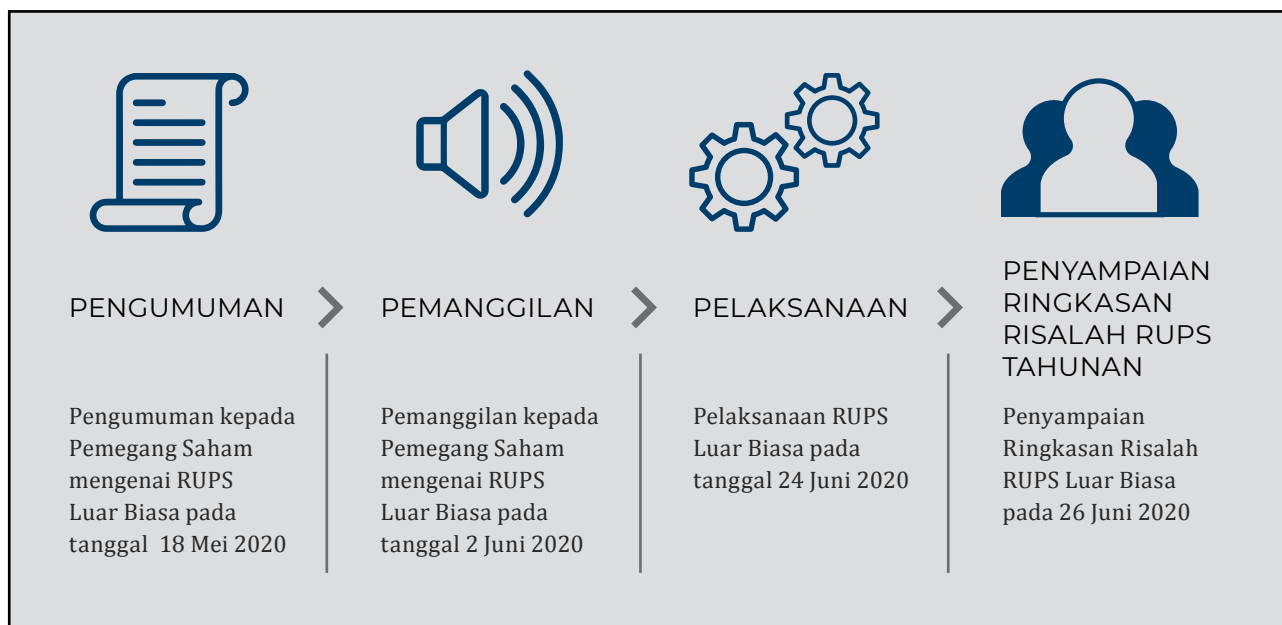 PENGUMUMAN
Pengumuman kepada
Pemegang Saham
mengenai RUPS
Luar Biasa pada
tanggal 18 Mei 2020
PEMANGGILAN
Pemanggilan kepada
Pemegang Saham
mengenai RUPS
Luar Biasa pada
tanggal 2 Juni 2020
PELAKSANAAN
Pelaksanaan RUPS
Luar Biasa pada
tanggal 24 Juni 2020
PENYAMPAIAN
RINGKASAN
RISALAH RUPS
TAHUNAN
Penyampaian
Ringkasan Risalah
RUPS Luar Biasa
pada 26 Juni 2020